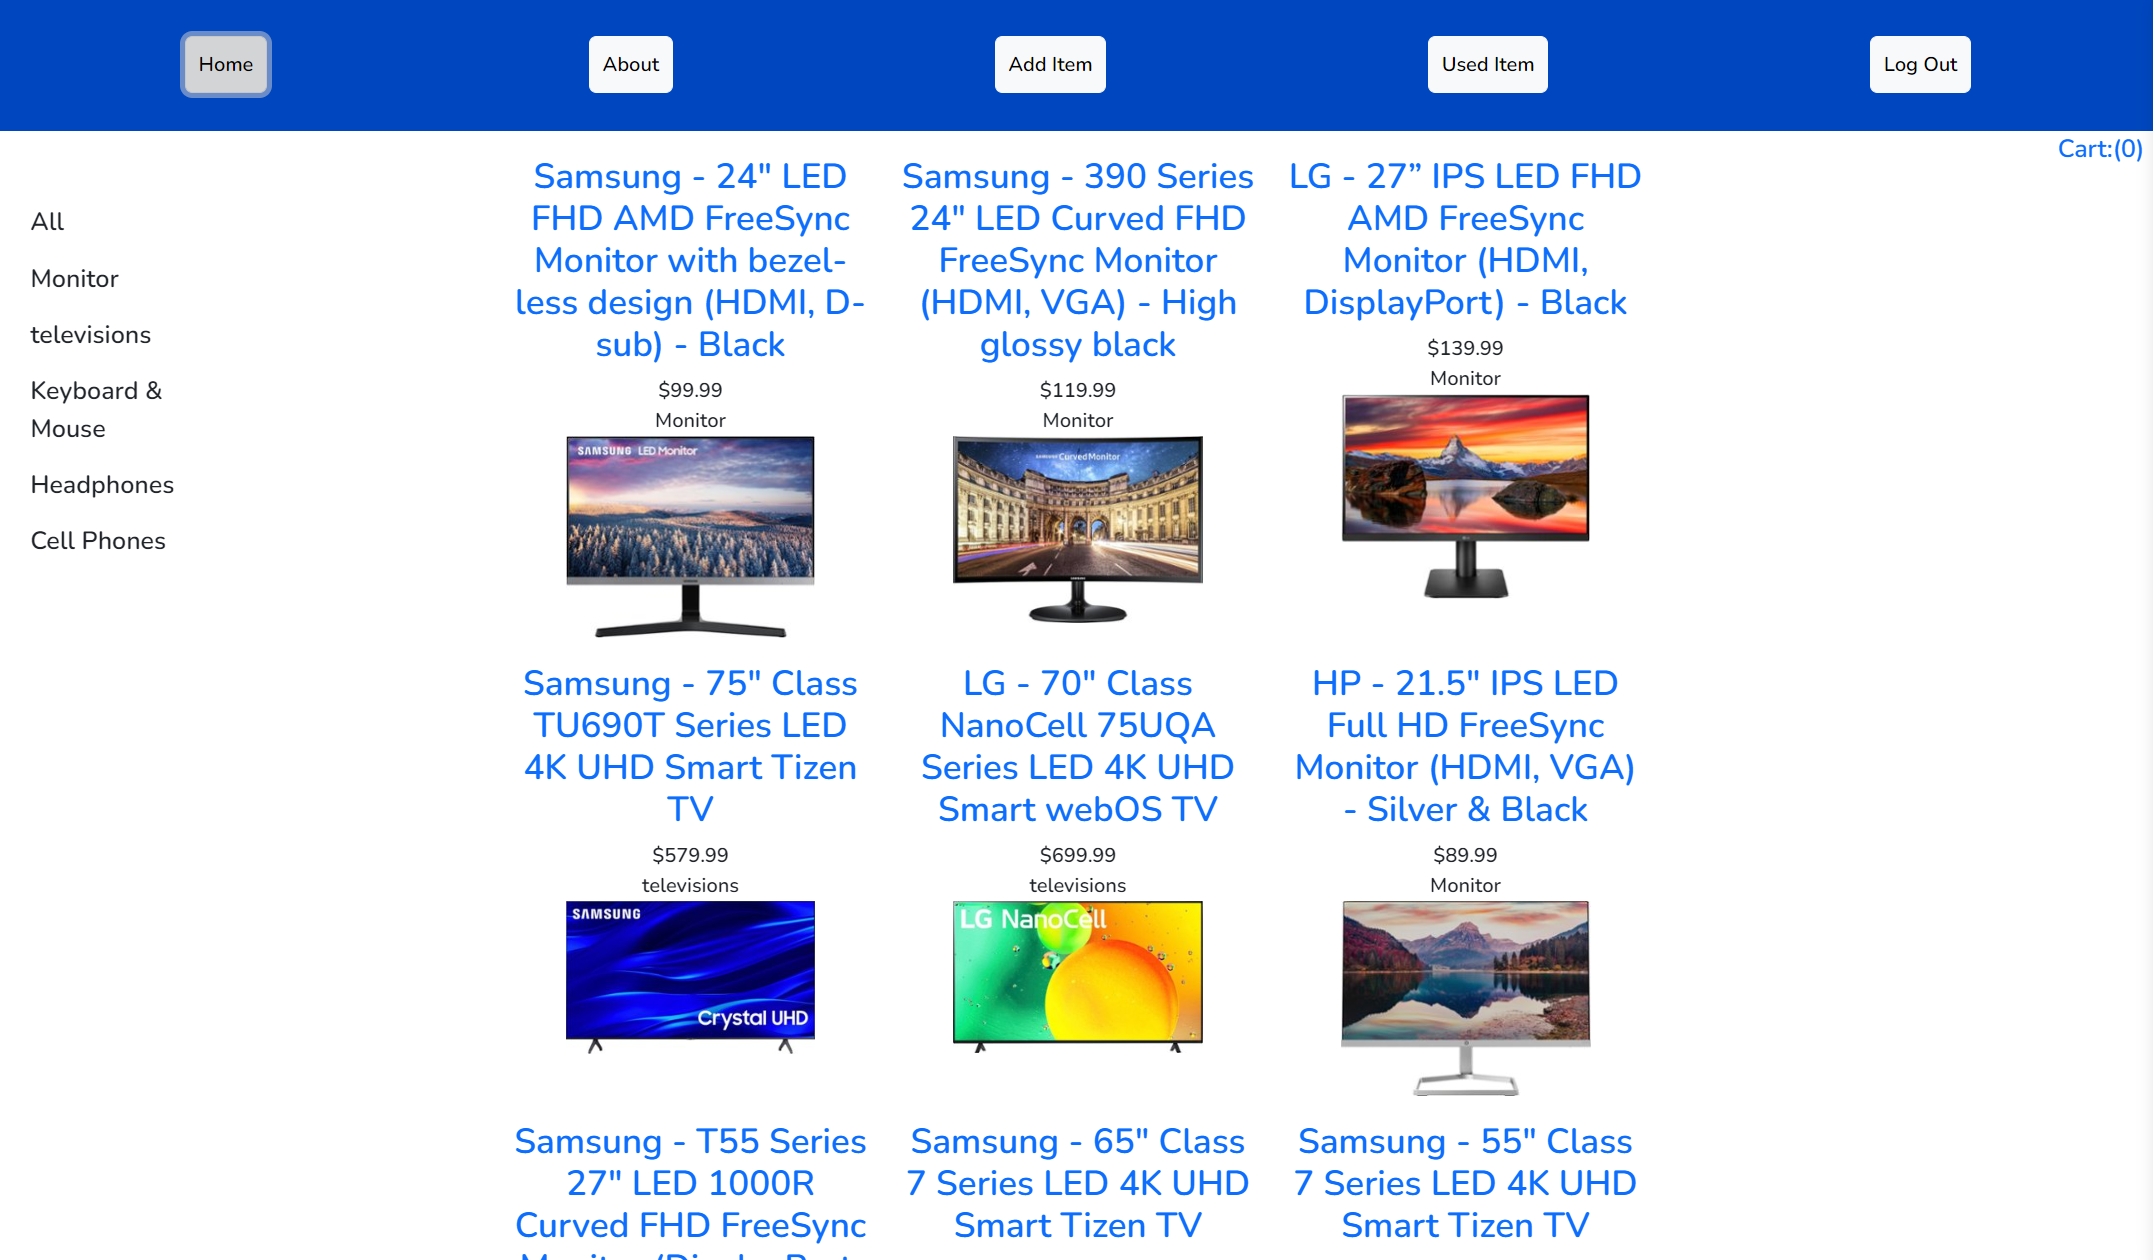 Home
About
Add Item
Used Item
Log Out
Cart:(0)
All
Monitor
televisions
Keyboard &
Mouse
Headphones
Cell Phones
Samsung - 24" LED
FHD AMD FreeSync
Monitor with bezel-
less design (HDMI, D-
sub) - Black
$99.99
Monitor
SAMSUNG LED Monitor
Samsung - 390 Series
24" LED Curved FHD
FreeSync Monitor
(HDMI, VGA) - High
glossy black
$119.99
Monitor
Curved Monitor
LG - 27” IPS LED FHD
AMD FreeSync
Monitor (HDMI,
DisplayPort) - Black
$139.99
Monitor
Samsung - 75" Class
TU690T Series LED
4K UHD Smart Tizen
TV
$579.99
televisions
SAMSUNG
Crystal UHD
LG - 70" Class
NanoCell 75UQA
Series LED 4K UHD
Smart webOS TV
$699.99
televisions
LG NanoCell
HP - 21.5" IPS LED
Full HD FreeSync
Monitor (HDMI, VGA)
- Silver & Black
$89.99
Monitor
Samsung - T55 Series
27" LED 1000R
Curved FHD FreeSync
Samsung - 65" Class
7 Series LED 4K UHD
Smart Tizen TV
Samsung - 55" Class
7 Series LED 4K UHD
Smart Tizen TV